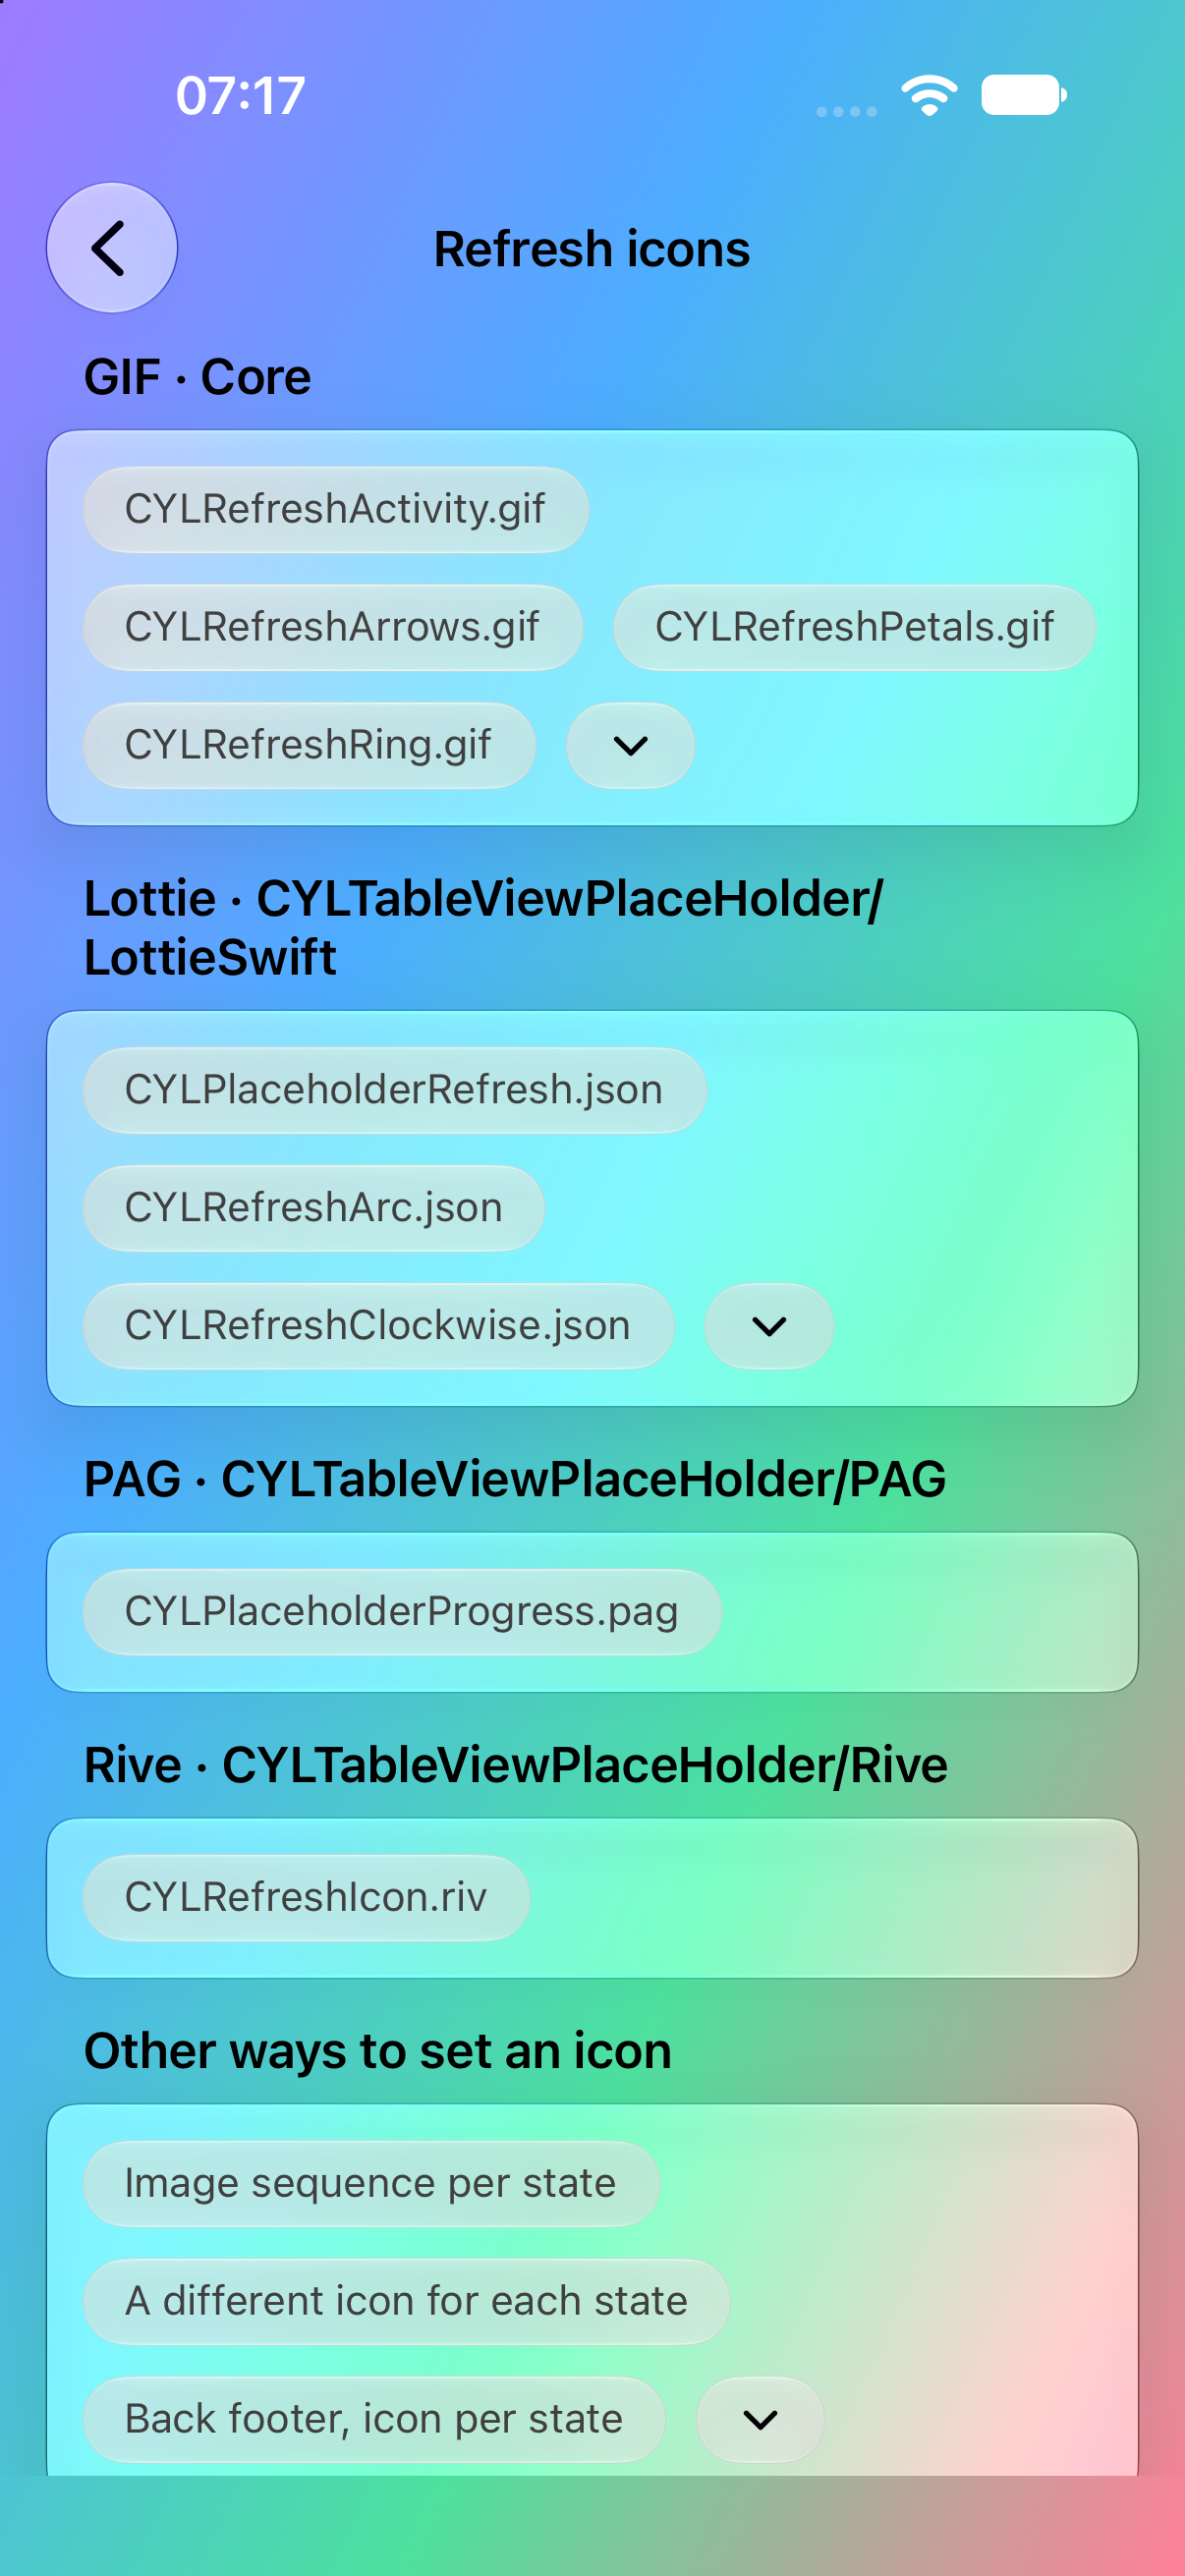 07:17
Refresh icons
GIF · Core
CYLRefreshActivity.gif
CYLRefreshArrows.gif
CYLRefreshPetals.gif
CYLRefreshRing.gif
Lottie · CYLTableViewPlaceHolder/
LottieSwift
CYLPlaceholderRefresh.json
CYLRefreshArc.json
CYLRefreshClockwise.json
PAG · CYLTableViewPlaceHolder/PAG
CYLPlaceholderProgress.pag
Rive · CYLTableViewPlaceHolder/Rive
CYLRefreshIcon.riv
Other ways to set an icon
Image sequence per state
A different icon for each state
Back footer, icon per state